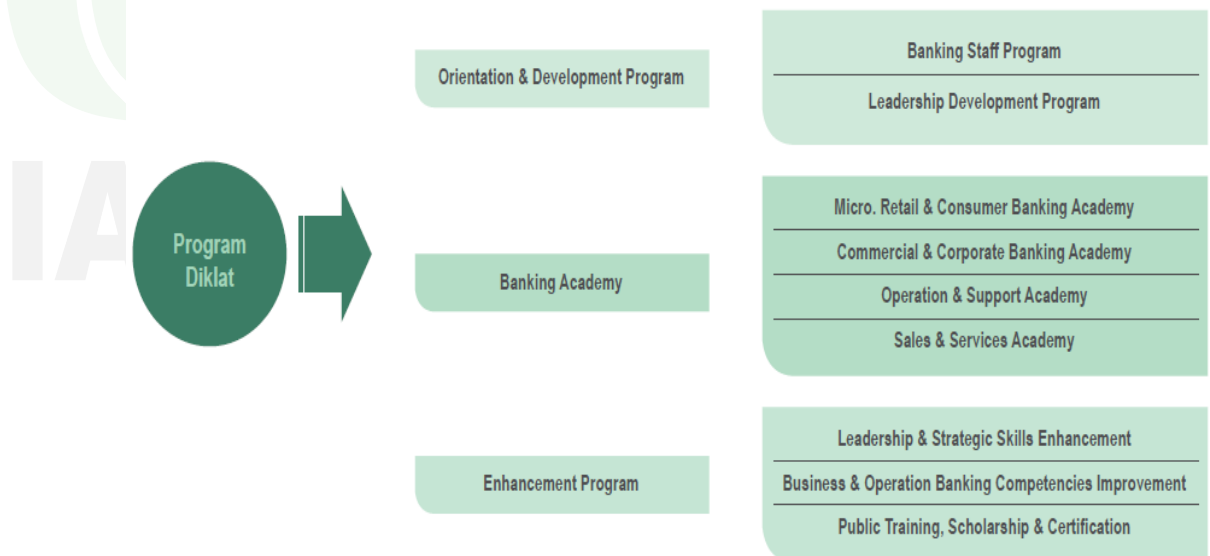 Program
Diklat
Orientation & Development Program
Banking Staff Program
Leadership Development Program
Banking Academy
Micro. Retail & Consumer Banking Academy
Commercial & Corporate Banking Academy
Operation & Support Academy
Sales & Services Academy
Enhancement Program
Leadership & Strategic Skills Enhancement
Business & Operation Banking Competencies Improvement
Public Training, Scholarship & Certification